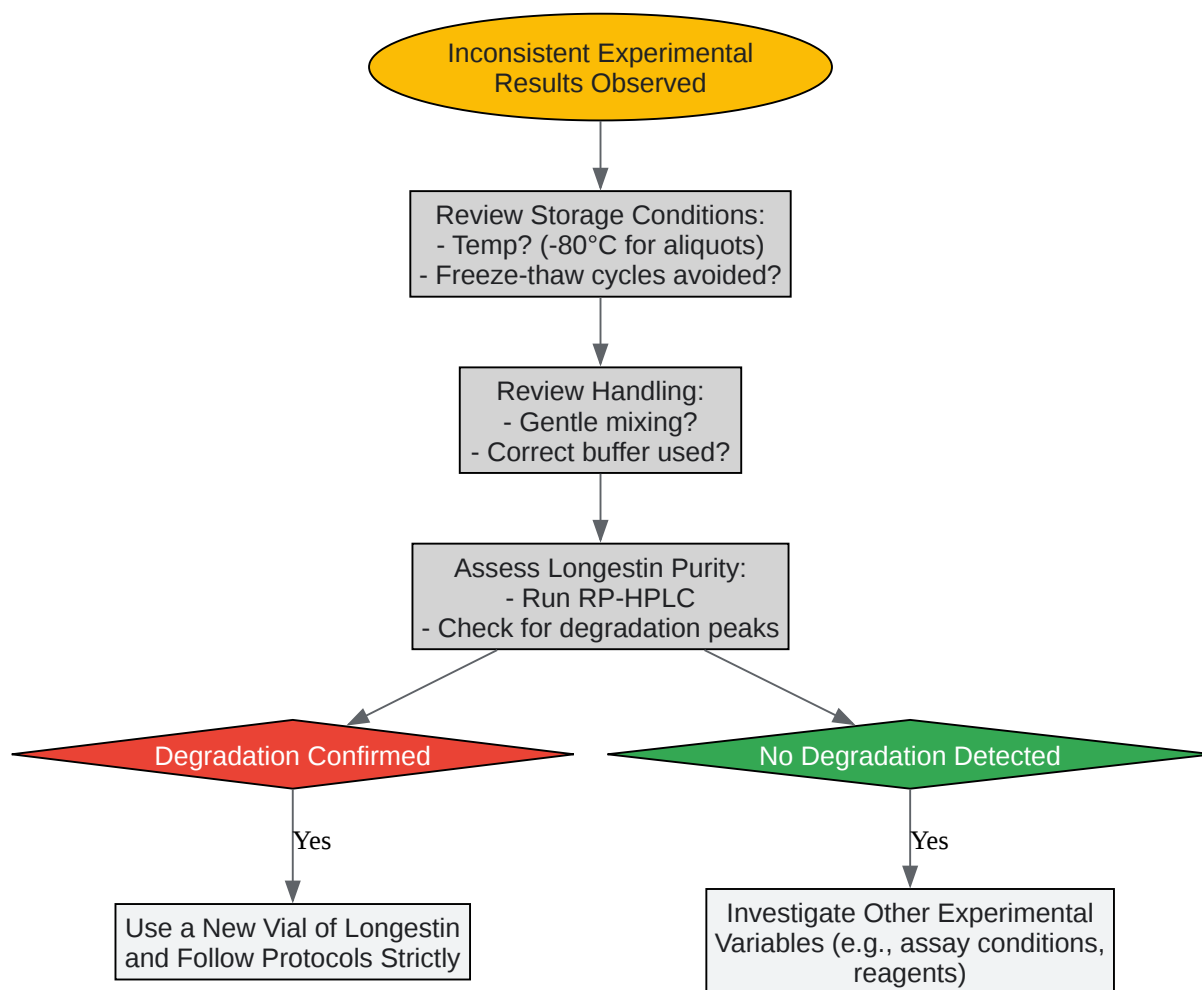 Inconsistent Experimental
Results Observed
Review Storage Conditions:
- Temp? (-80°C for aliquots)
- Freeze-thaw cycles avoided?
Review Handling:
- Gentle mixing?
- Correct buffer used?
Assess Longestin Purity:
- Run RP-HPLC
- Check for degradation peaks
Degradation Confirmed
No Degradation Detected
Yes
Yes
Use a New Vial of Longestin
and Follow Protocols Strictly
Investigate Other Experimental
Variables (e.g., assay conditions,
reagents)